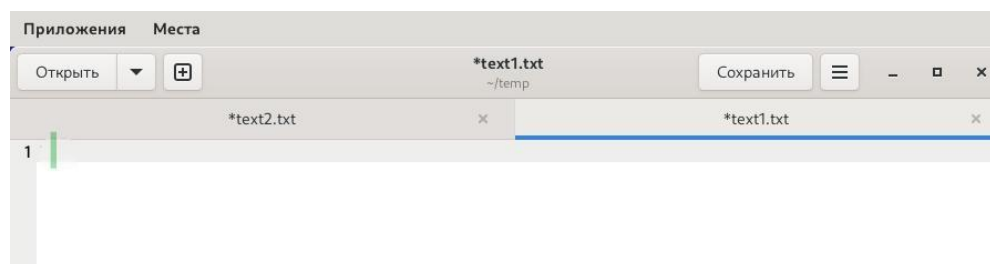 Приложения Места
Открыть *text1.txt Сохранить
~/temp
*text2.txt *text1.txt
1